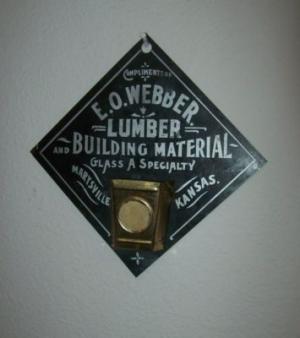 COMPLIMENTS OF
E.O. WEBBER
LUMBER
AND BUILDING MATERIAL
GLASS A SPECIALTY
MARYSVILLE KANSAS.